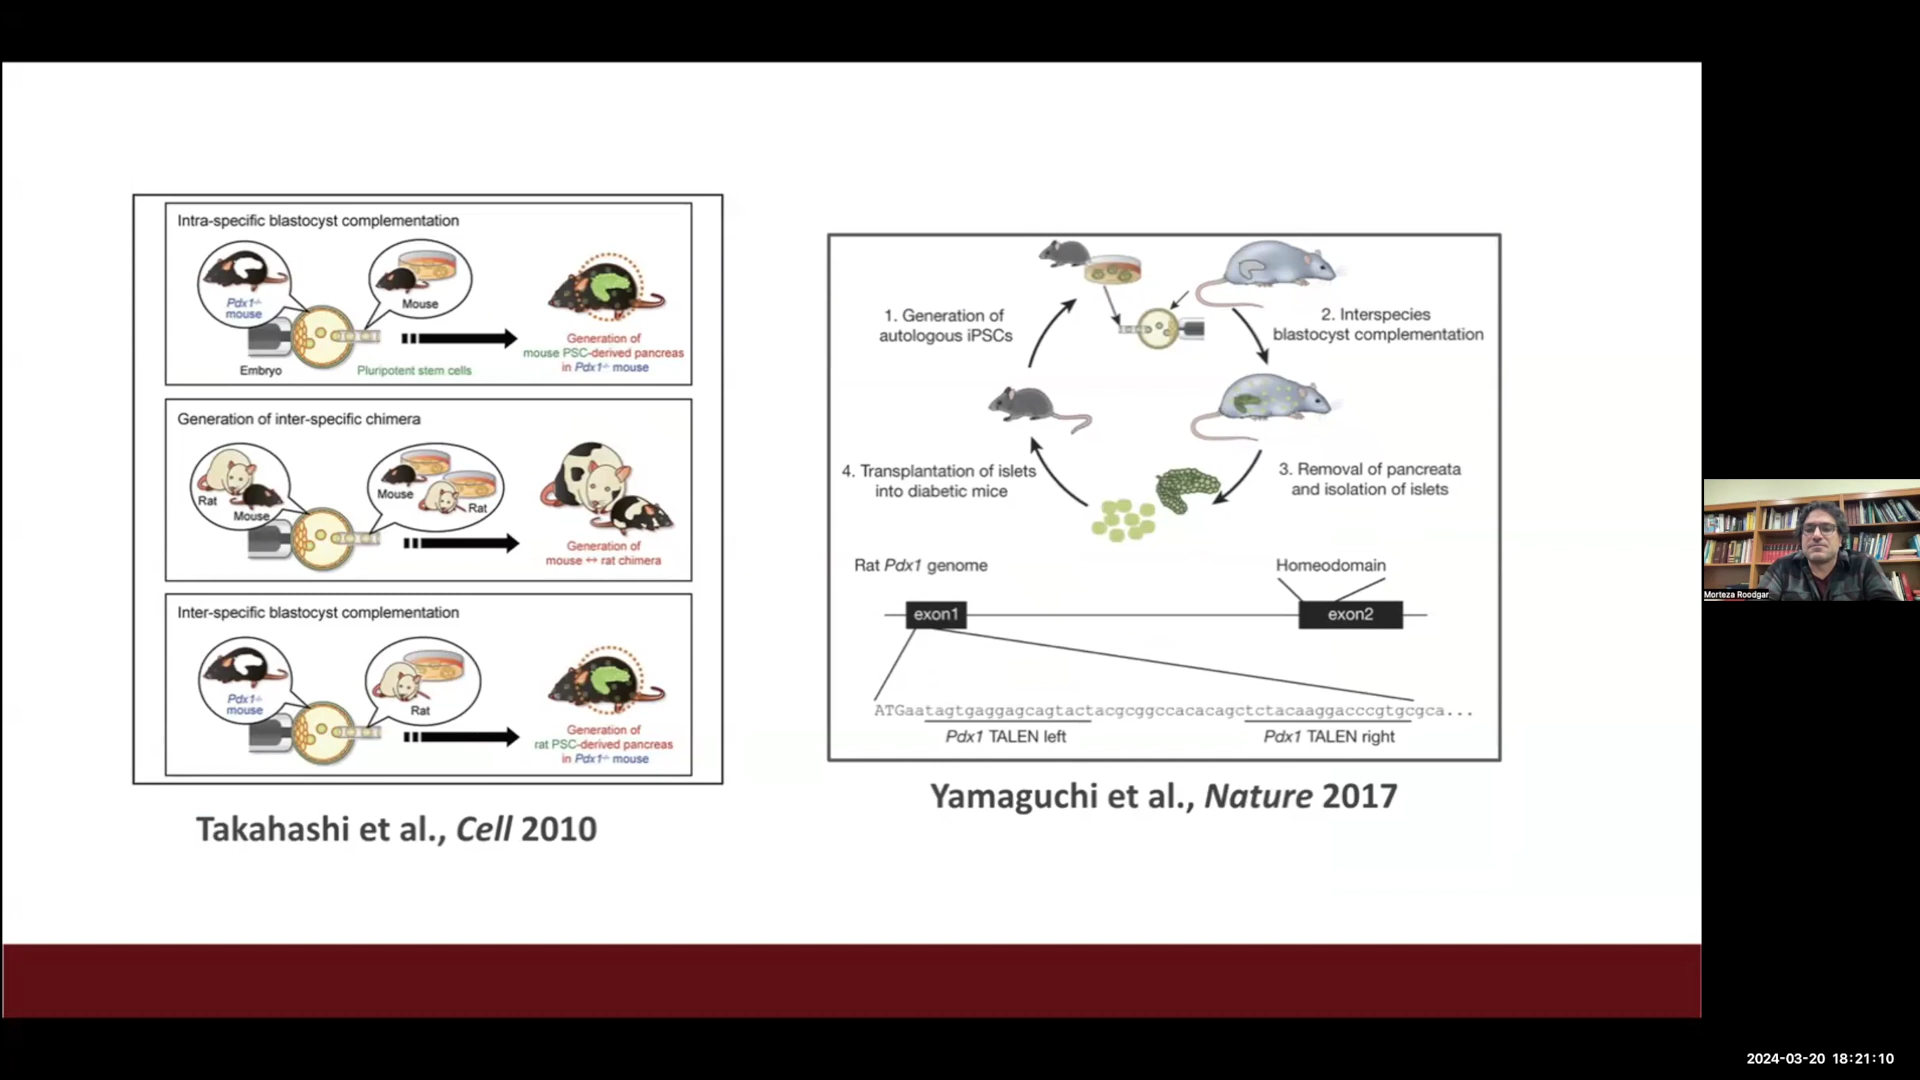 Intra-specific blastocyst complementation
Pdx1-/-
mouse
Mouse
Embryo
Pluripotent stem cells
Generation of
mouse PSC-derived pancreas
in Pdx1-/- mouse
Generation of inter-specific chimera
Rat
Mouse
Mouse
Rat
Generation of
mouse ↔ rat chimera
Inter-specific blastocyst complementation
Pdx1-/-
mouse
Rat
Generation of
rat PSC-derived pancreas
in Pdx1-/- mouse
Takahashi et al., Cell 2010
1. Generation of
autologous iPSCs
2. Interspecies
blastocyst complementation
3. Removal of pancreata
and isolation of islets
4. Transplantation of islets
into diabetic mice
Rat Pdx1 genome
Homeodomain
exon1
exon2
ATGaatagtgaggagcagtactacgcggccacacagctctacaaggacccgtgcgca...
Pdx1 TALEN left
Pdx1 TALEN right
Yamaguchi et al., Nature 2017
Morteza Roodgar
2024-03-20 18:21:10